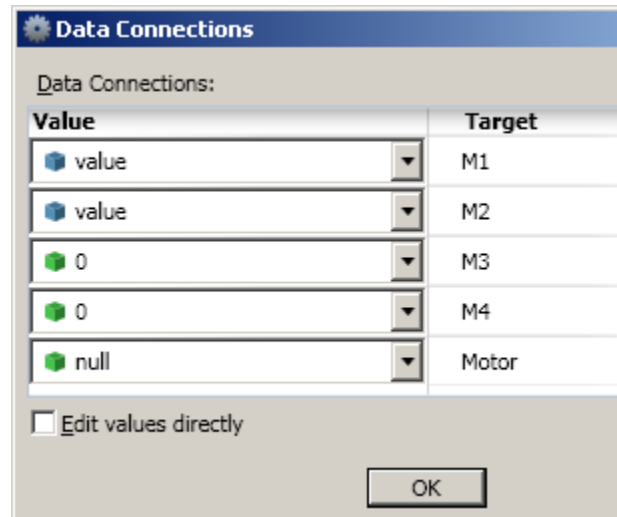 Data Connections
Data Connections:
Value Target
value M1
value M2
0 M3
0 M4
null Motor
Edit values directly
OK